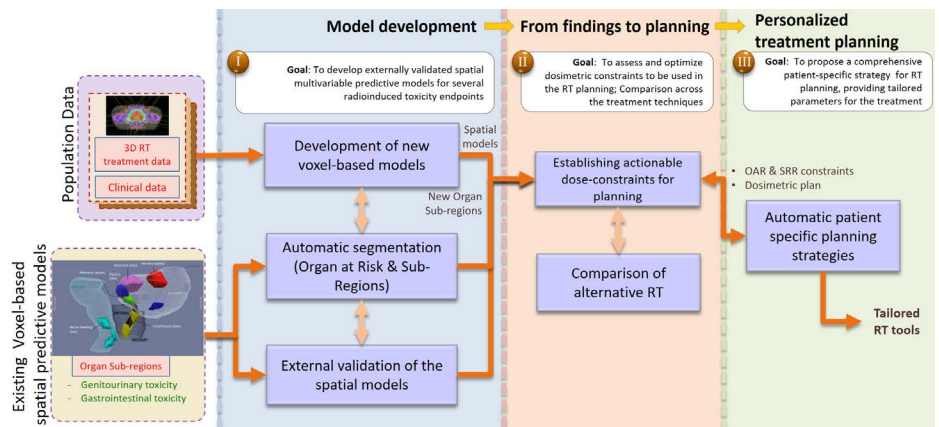 Model development
From findings to planning
Personalized
treatment planning
I
Goal: To develop externally validated spatial
multivariable predictive models for several
radioinduced toxicity endpoints
II
Goal: To assess and optimize
dosimetric constraints to be used
in the RT planning; Comparison
across the treatment techniques
III
Goal: To propose a comprehensive
patient-specific strategy for RT
planning, providing tailored
parameters for the treatment
Population Data
3D RT
treatment data
Clinical data
Existing Voxel-based
spatial predictive models
Organ Sub-regions
- Genitourinary toxicity
- Gastrointestinal toxicity
Development of new
voxel-based models
Spatial
models
New Organ
Sub-regions
Automatic segmentation
(Organ at Risk & Sub-
Regions)
External validation of the
spatial models
Establishing actionable
dose-constraints for
planning
Comparison of
alternative RT
• OAR & SRR constraints
• Dosimetric plan
Automatic patient
specific planning
strategies
Tailored
RT tools